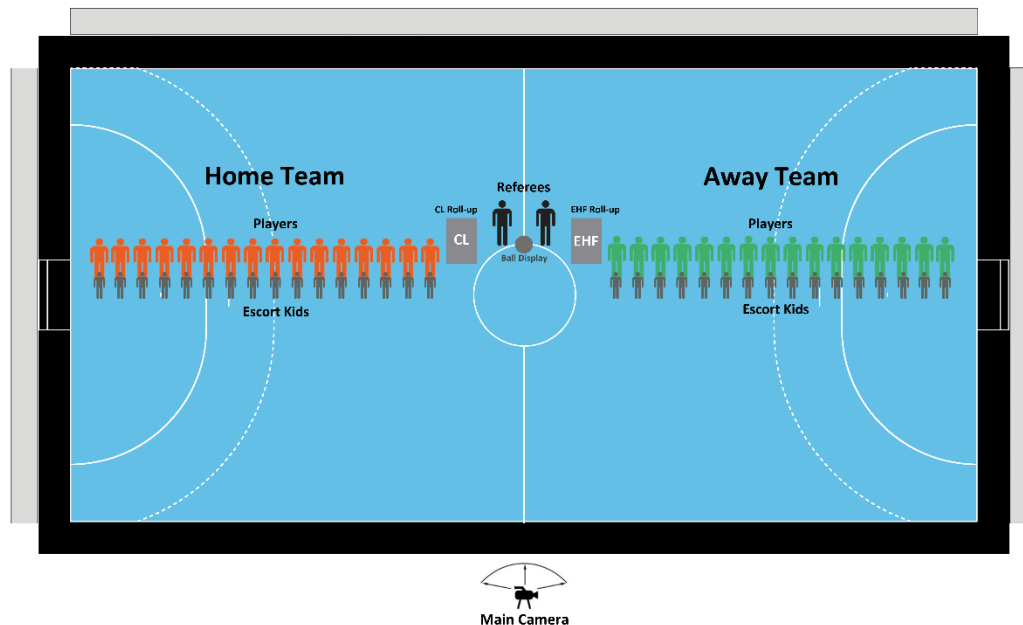 Home Team
Away Team
Referees
CL Roll-up
EHF Roll-up
Players
Players
CL
EHF
Ball Display
Escort Kids
Escort Kids
Main Camera